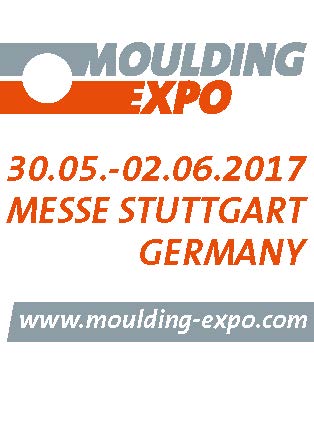 MOULDING
EXPO
30.05.-02.06.2017
MESSE STUTTGART
GERMANY
www.moulding-expo.com